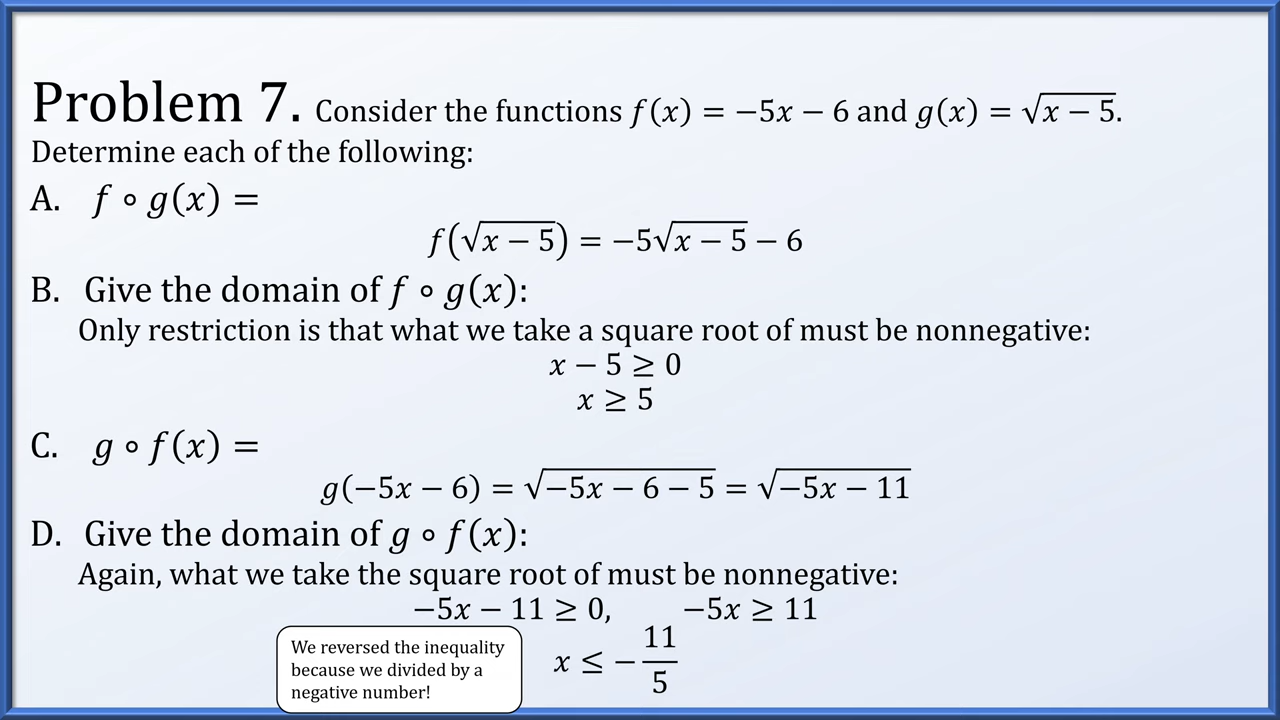 Problem 7. Consider the functions f(x) = −5x − 6 and g(x) = √(x − 5).
Determine each of the following:
A. f ∘ g(x) =
f(√(x − 5)) = −5√(x − 5) − 6
B. Give the domain of f ∘ g(x):
Only restriction is that what we take a square root of must be nonnegative:
x − 5 ≥ 0
x ≥ 5
C. g ∘ f(x) =
g(−5x − 6) = √(−5x − 6 − 5) = √(−5x − 11)
D. Give the domain of g ∘ f(x):
Again, what we take the square root of must be nonnegative:
−5x − 11 ≥ 0, −5x ≥ 11
x ≤ −11/5
We reversed the inequality
because we divided by a
negative number!